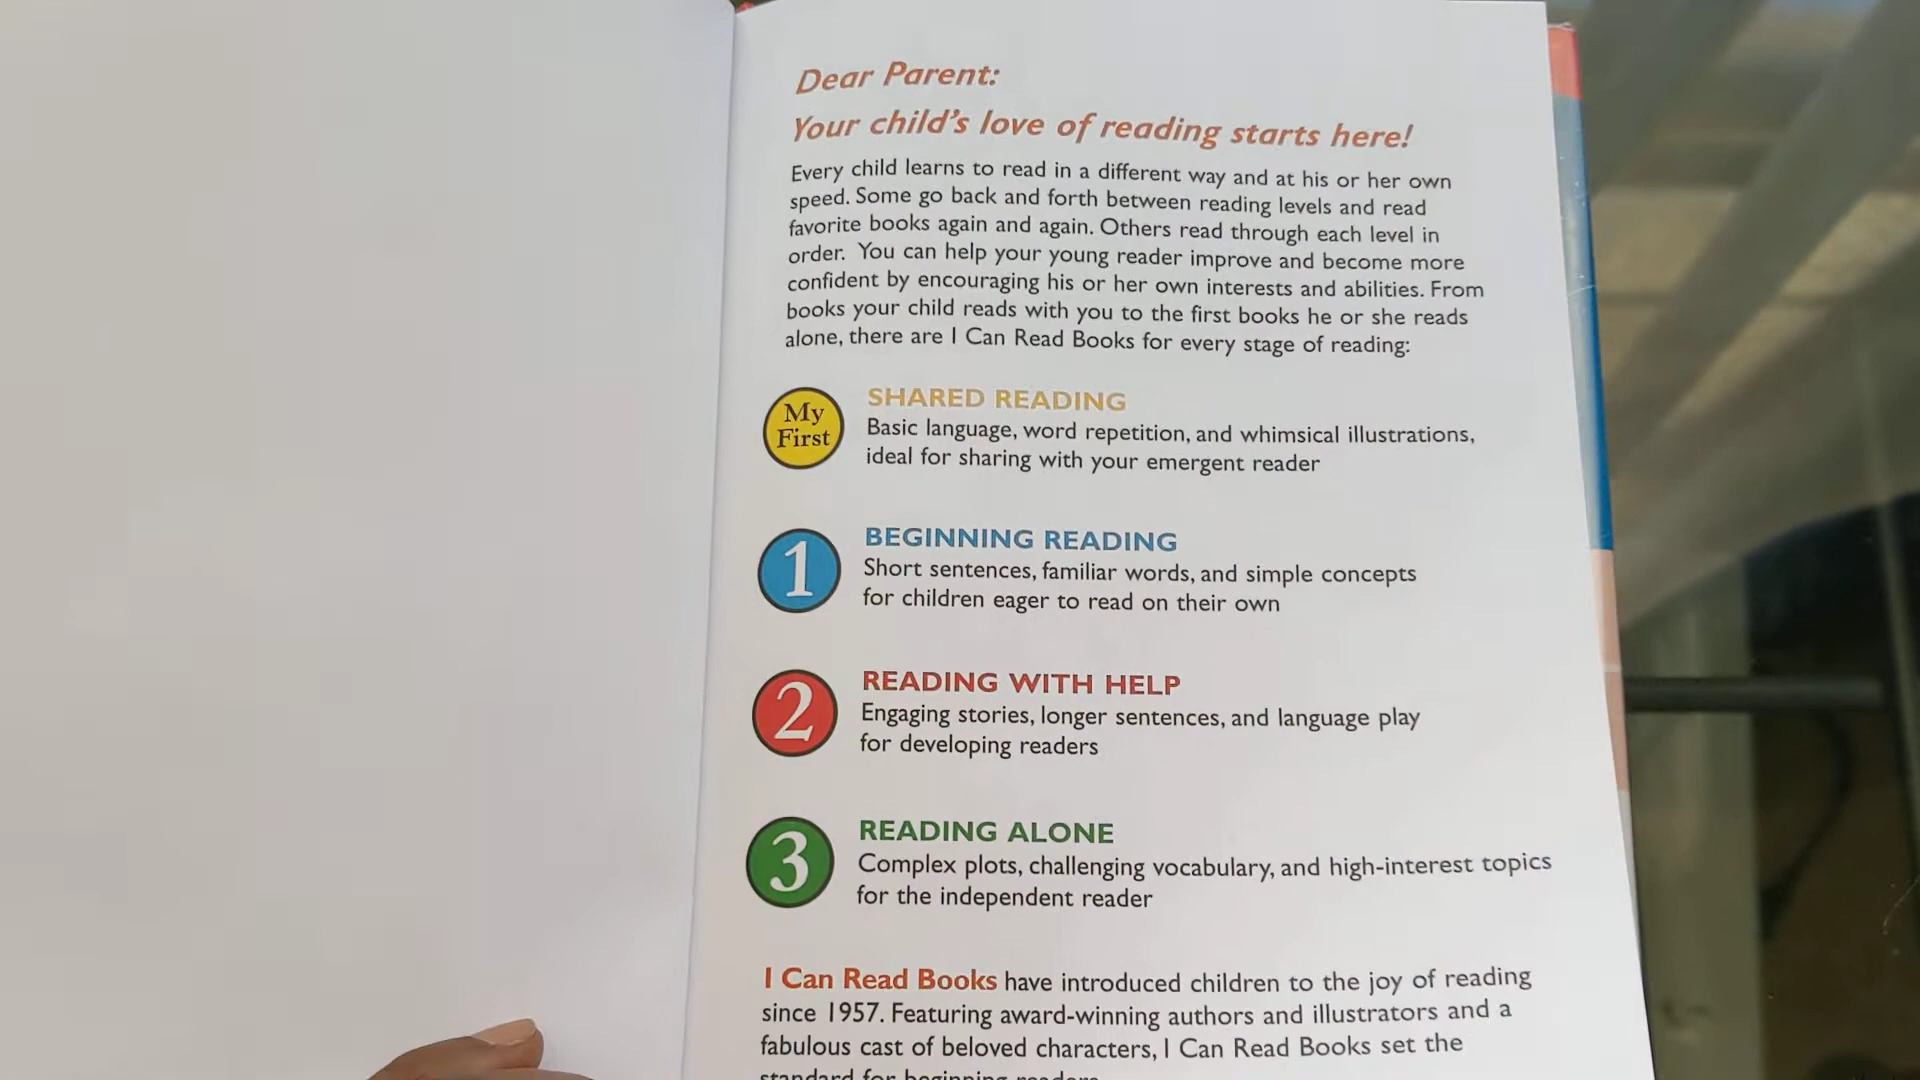 Dear Parent:
Your child's love of reading starts here!
Every child learns to read in a different way and at his or her own
speed. Some go back and forth between reading levels and read
favorite books again and again. Others read through each level in
order. You can help your young reader improve and become more
confident by encouraging his or her own interests and abilities. From
books your child reads with you to the first books he or she reads
alone, there are I Can Read Books for every stage of reading:
My
First
SHARED READING
Basic language, word repetition, and whimsical illustrations,
ideal for sharing with your emergent reader
1
BEGINNING READING
Short sentences, familiar words, and simple concepts
for children eager to read on their own
2
READING WITH HELP
Engaging stories, longer sentences, and language play
for developing readers
3
READING ALONE
Complex plots, challenging vocabulary, and high-interest topics
for the independent reader
I Can Read Books have introduced children to the joy of reading
since 1957. Featuring award-winning authors and illustrators and a
fabulous cast of beloved characters, I Can Read Books set the
standard for beginning readers.